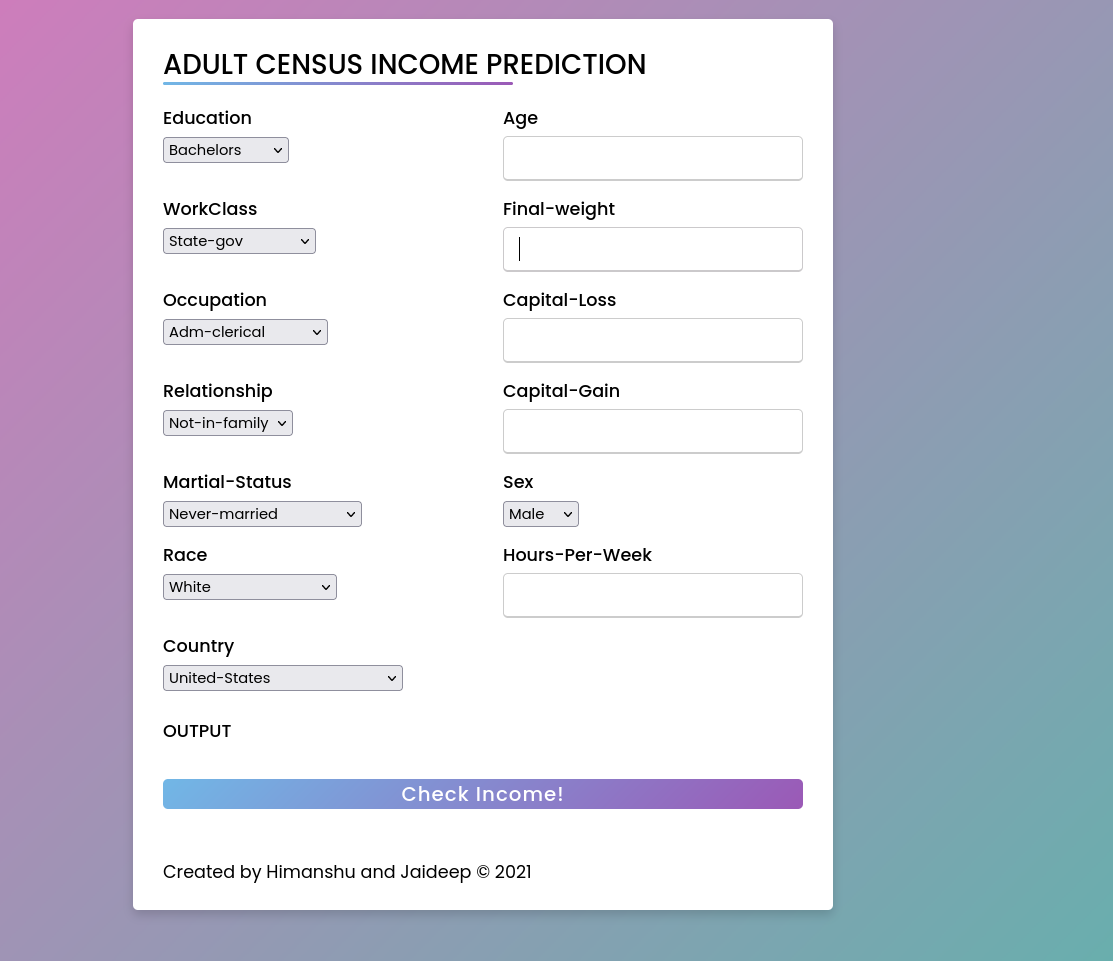 ADULT CENSUS INCOME PREDICTION
Education
Bachelors
Age
WorkClass
State-gov
Final-weight
Occupation
Adm-clerical
Capital-Loss
Relationship
Not-in-family
Capital-Gain
Martial-Status
Never-married
Sex
Male
Race
White
Hours-Per-Week
Country
United-States
OUTPUT
Check Income!
Created by Himanshu and Jaideep © 2021